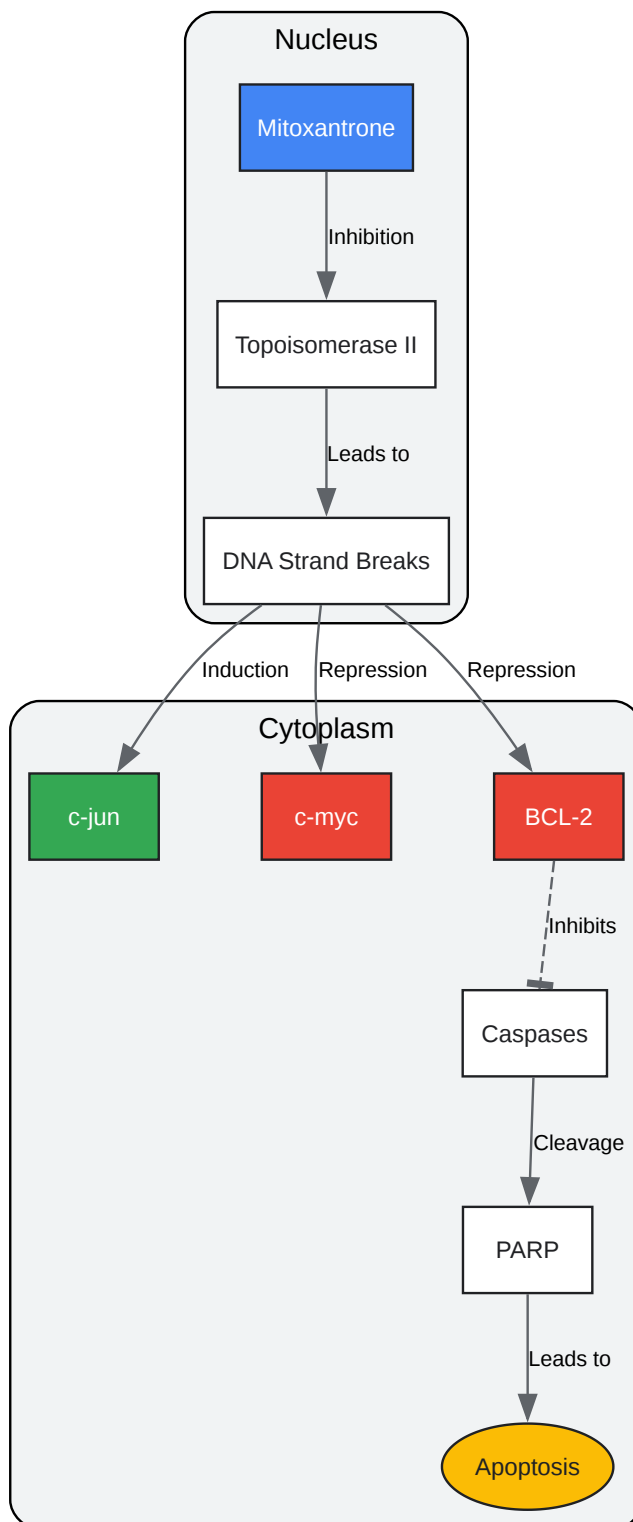 Nucleus
Mitoxantrone
Inhibition
Topoisomerase II
Leads to
DNA Strand Breaks
Induction
Repression
Repression
Cytoplasm
c-jun
c-myc
BCL-2
Inhibits
Caspases
Cleavage
PARP
Leads to
Apoptosis